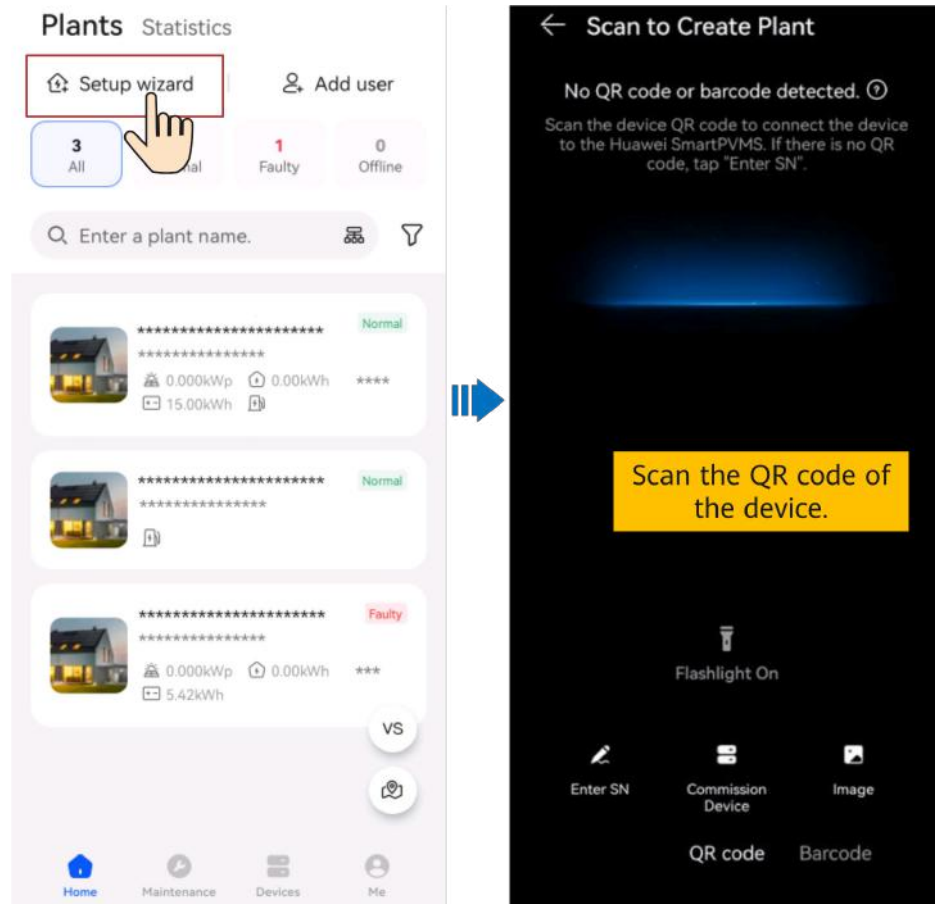 Plants Statistics
Setup wizard Add user
3 1 0
All Faulty Offline
Enter a plant name.
********************** Normal
***************
0.000kWp 0.00kWh ****
15.00kWh
********************** Normal
***************
********************** Faulty
***************
0.000kWp 0.00kWh ***
5.42kWh
VS
Home Maintenance Devices Me
Scan to Create Plant
No QR code or barcode detected.
Scan the device QR code to connect the device
to the Huawei SmartPVMS. If there is no QR
code, tap "Enter SN".
Scan the QR code of
the device.
Flashlight On
Enter SN Commission Image
Device
QR code Barcode